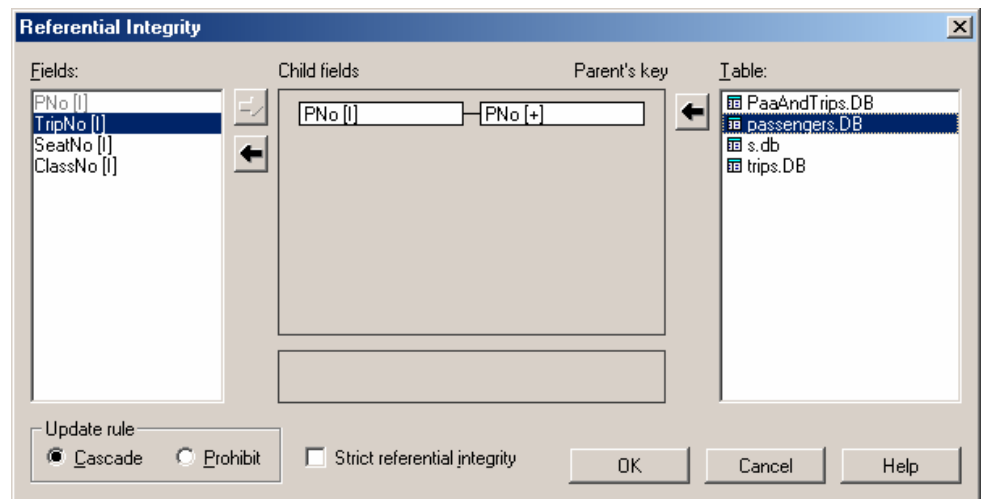 Referential Integrity
Fields:
Child fields
Parent's key
Table:
PNo [I]
TripNo [I]
SeatNo [I]
ClassNo [I]
PNo [I]
PNo [+]
PaaAndTrips.DB
passengers.DB
s.db
trips.DB
Update rule
Cascade
Prohibit
Strict referential integrity
OK
Cancel
Help